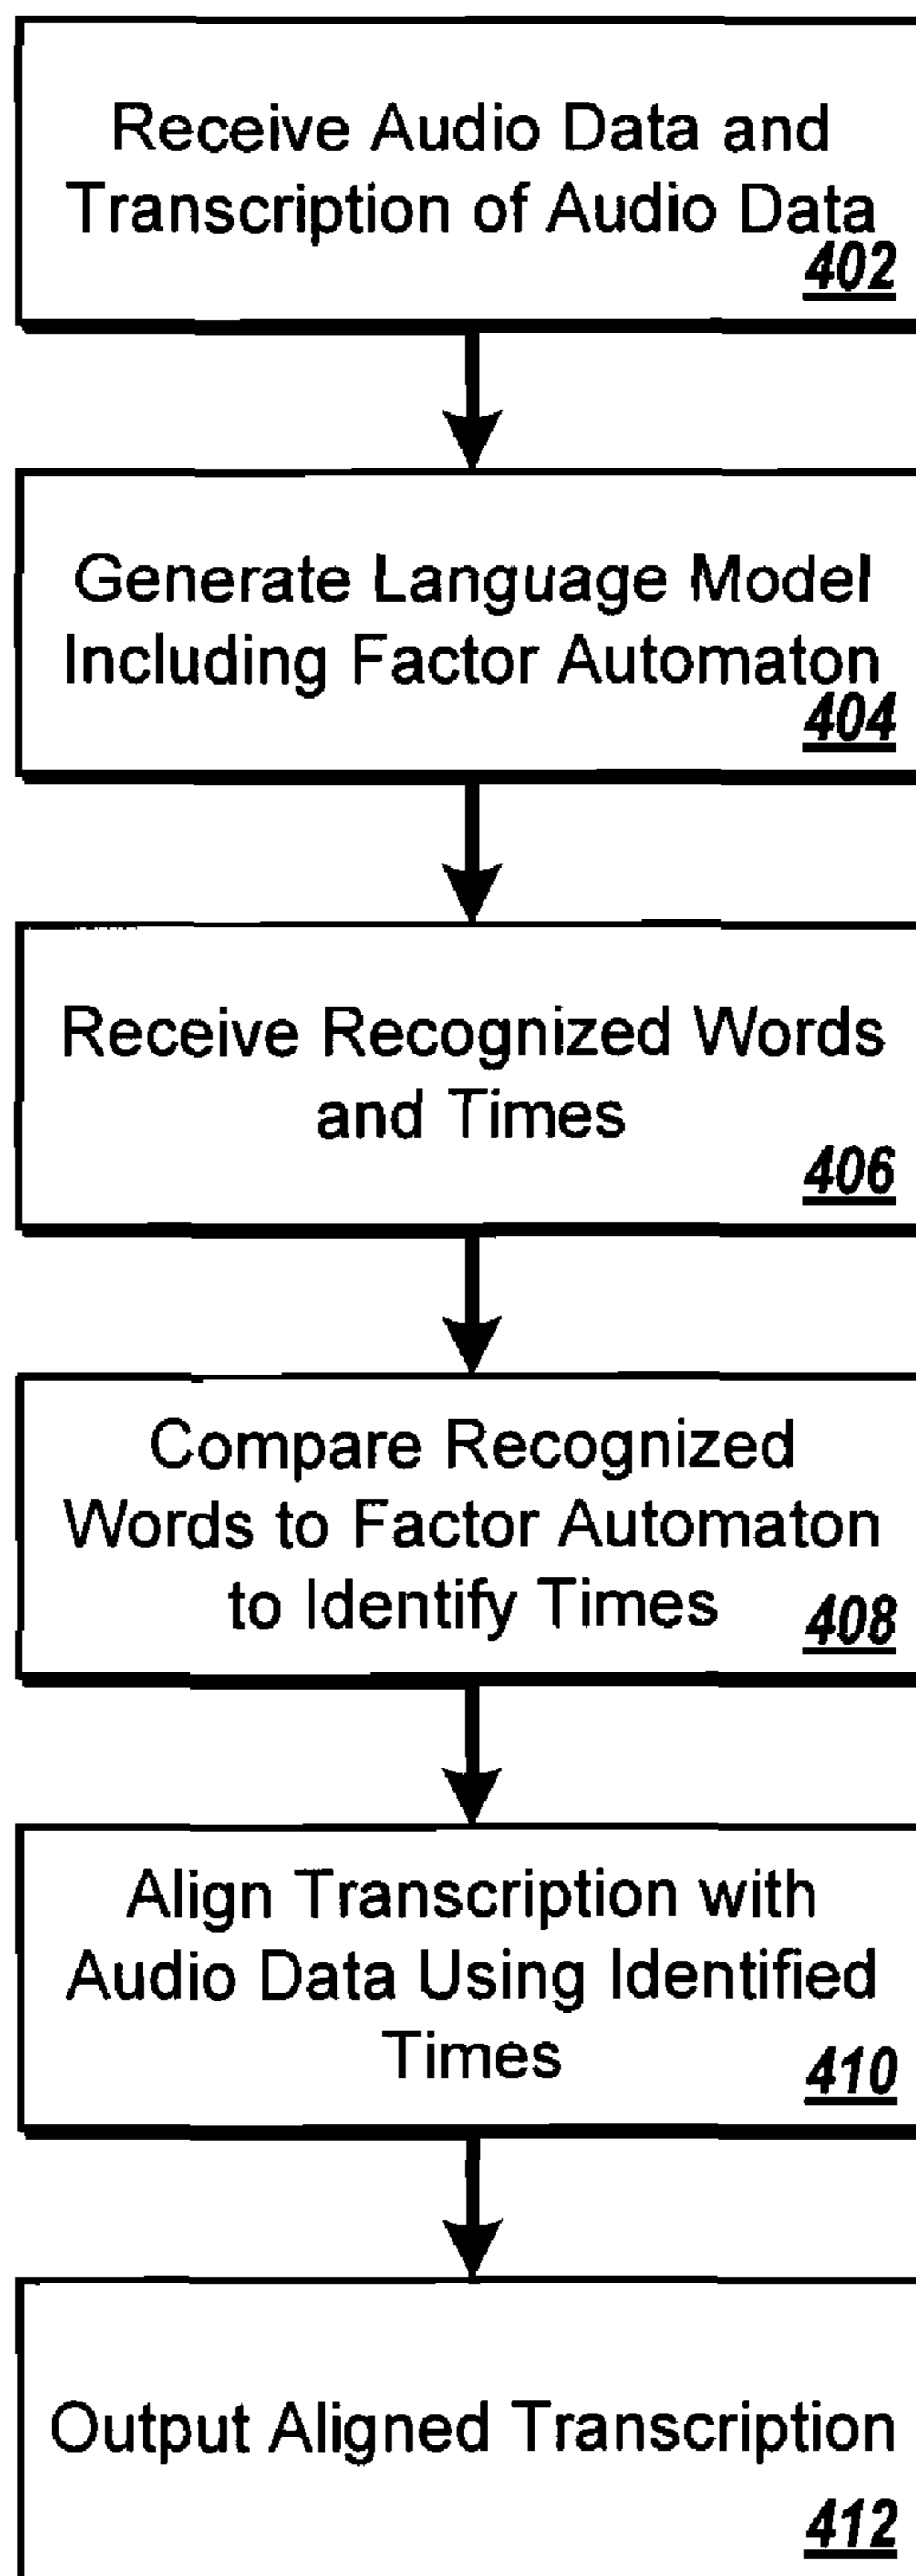 Receive Audio Data and
Transcription of Audio Data
402
Generate Language Model
Including Factor Automaton
404
Receive Recognized Words
and Times
406
Compare Recognized
Words to Factor Automaton
to Identify Times
408
Align Transcription with
Audio Data Using Identified
Times
410
Output Aligned Transcription
412